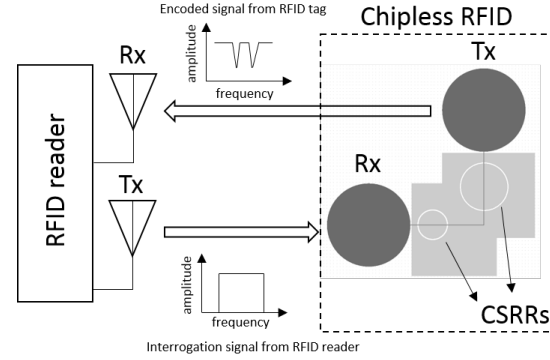 Encoded signal from RFID tag
Chipless RFID
amplitude
frequency
Rx
Tx
RFID reader
Rx
Tx
amplitude
frequency
CSRRs
Interrogation signal from RFID reader